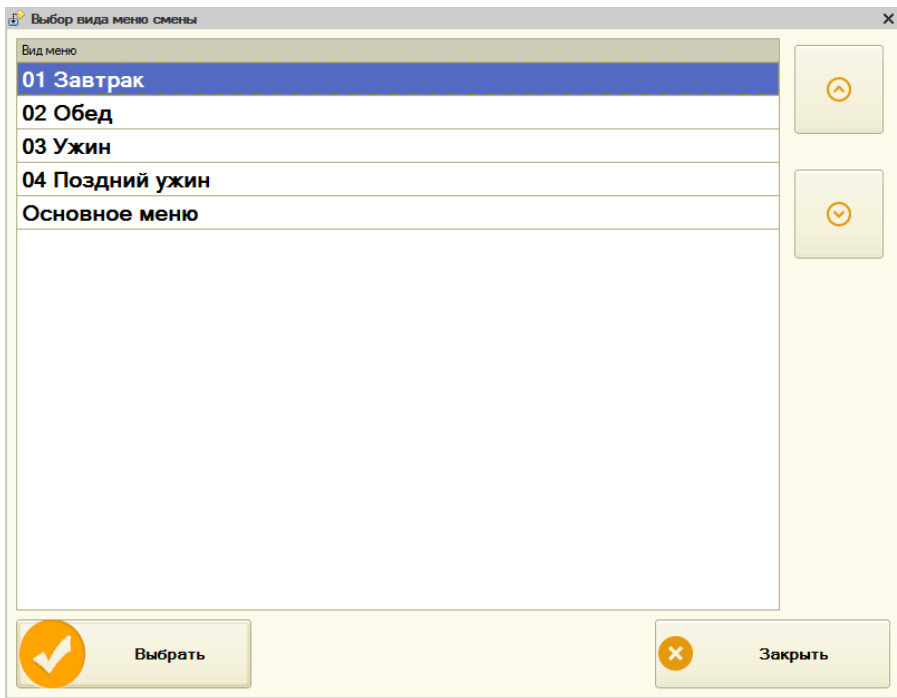 Выбор вида меню смены
Вид меню
01 Завтрак
02 Обед
03 Ужин
04 Поздний ужин
Основное меню
Выбрать
Закрыть